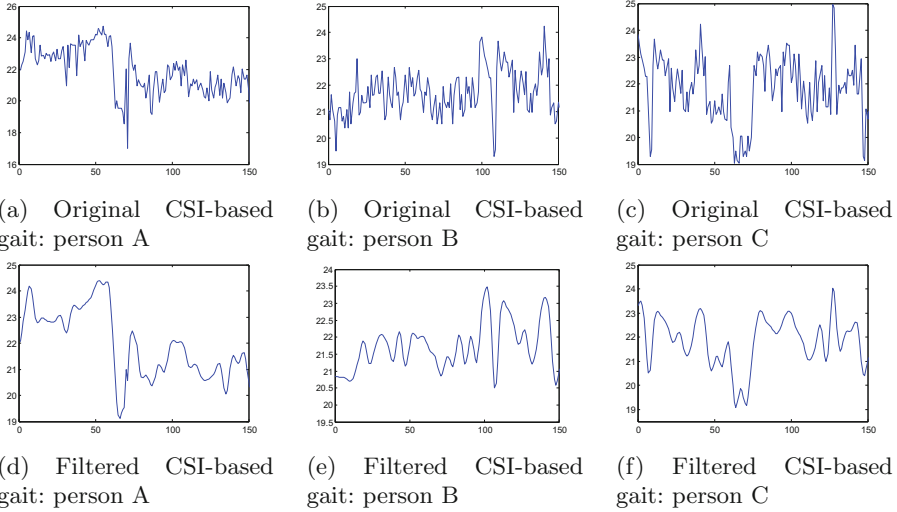 26
24
22
20
18
16
0 50 100 150
25
24
23
22
21
20
19
0 50 100 150
25
24
23
22
21
20
19
0 50 100 150
(a) Original CSI-based
gait: person A
(b) Original CSI-based
gait: person B
(c) Original CSI-based
gait: person C
25
24
23
22
21
20
19
0 50 100 150
24
23.5
23
22.5
22
21.5
21
20.5
20
19.5
0 50 100 150
25
24
23
22
21
20
19
0 50 100 150
(d) Filtered CSI-based
gait: person A
(e) Filtered CSI-based
gait: person B
(f) Filtered CSI-based
gait: person C